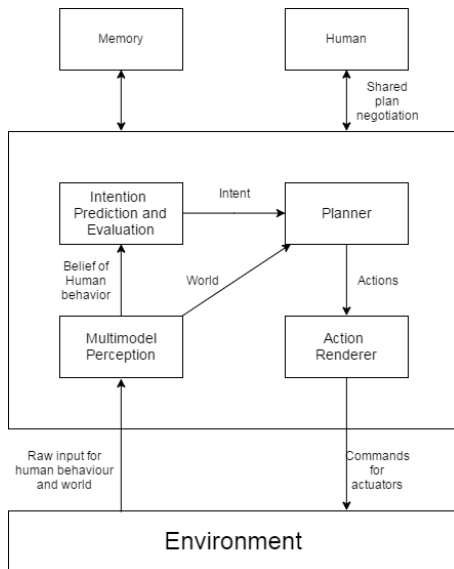 Memory
Human
Shared
plan
negotiation
Intention
Prediction and
Evaluation
Intent
Planner
Belief of
Human
behavior
World
Actions
Multimodel
Perception
Action
Renderer
Raw input for
human behaviour
and world
Commands
for
actuators
Environment